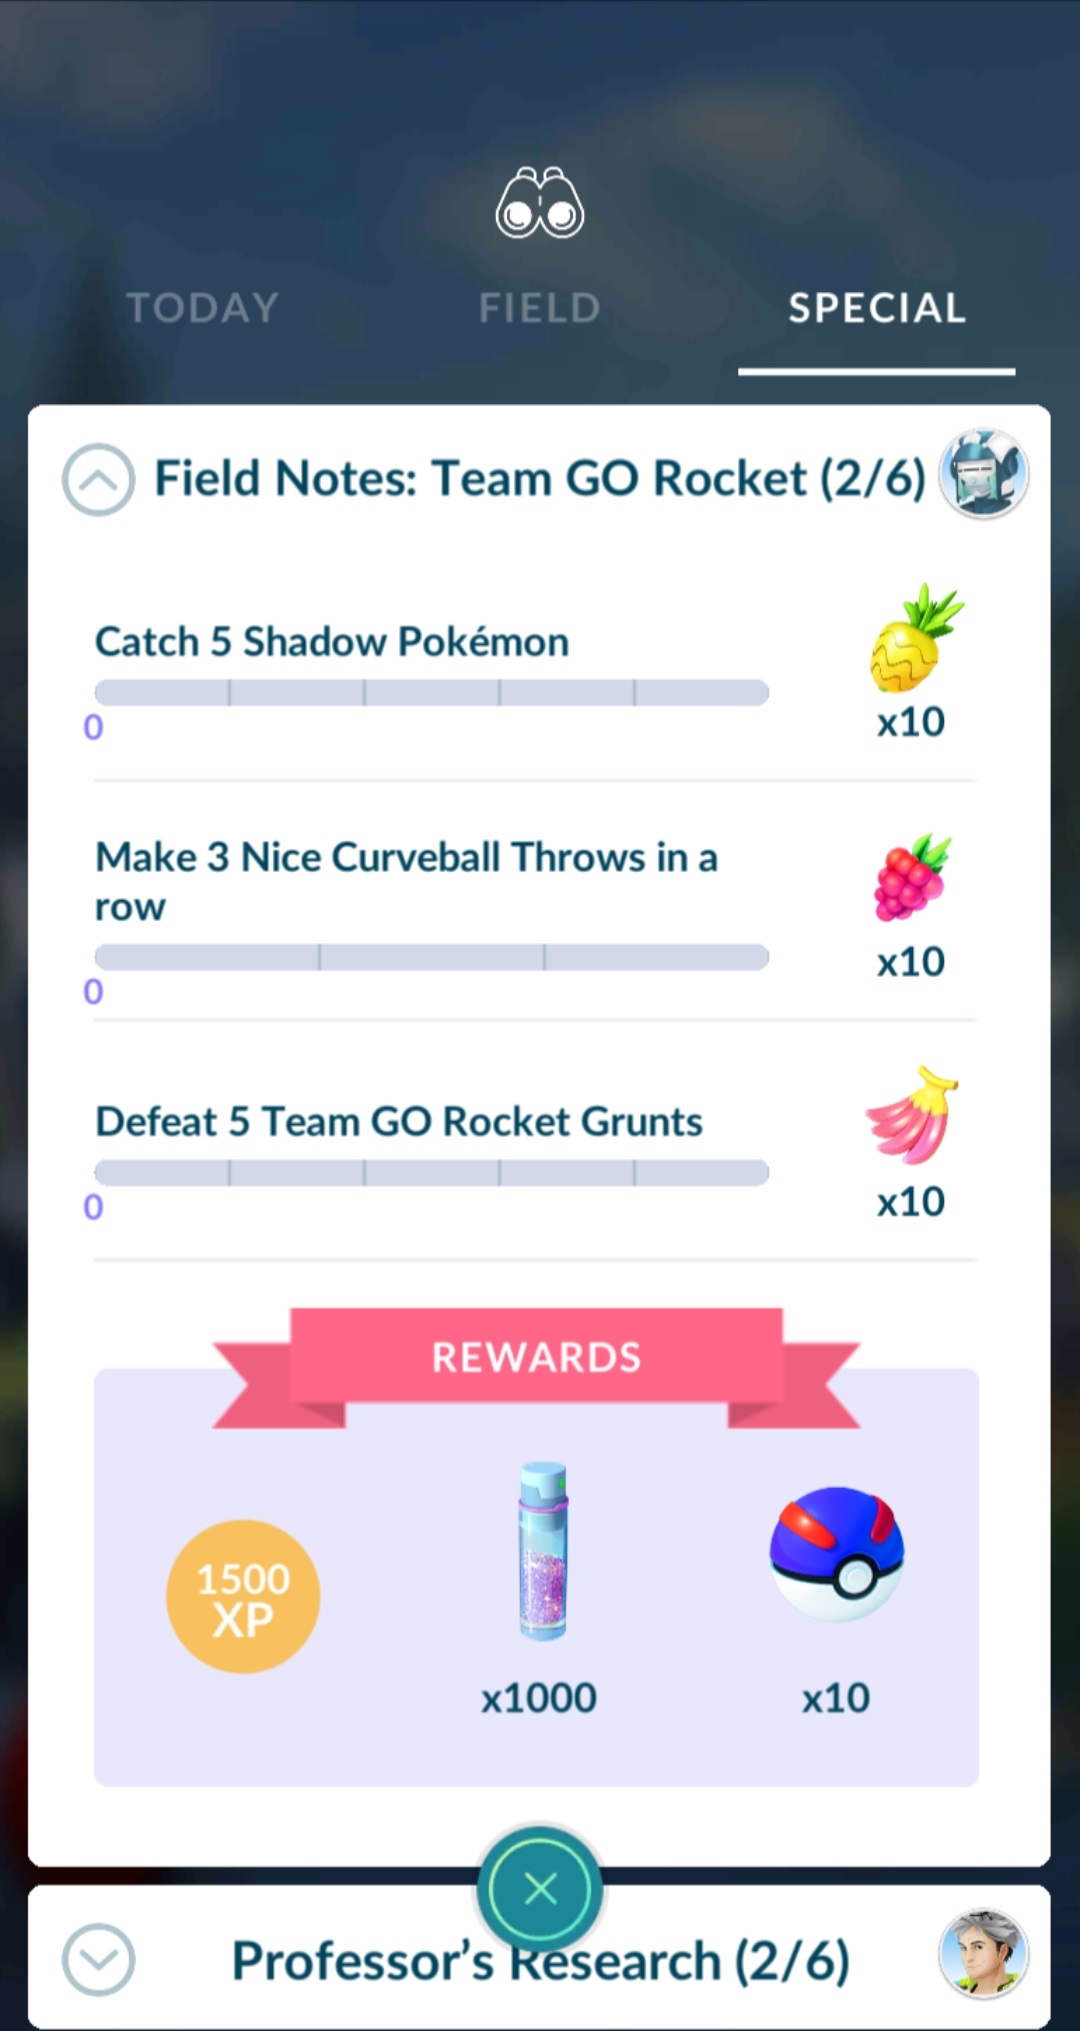 TODAY
FIELD
SPECIAL
Field Notes: Team GO Rocket (2/6)
Catch 5 Shadow Pokémon
0
x10
Make 3 Nice Curveball Throws in a
row
0
x10
Defeat 5 Team GO Rocket Grunts
0
x10
REWARDS
1500
XP
x1000
x10
Professor’s Research (2/6)